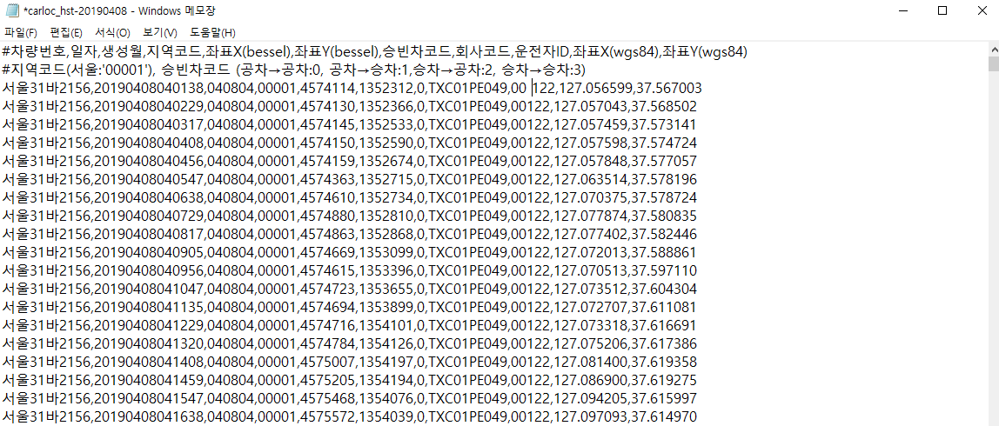 *carloc_hst-20190408 - Windows 메모장
파일(F) 편집(E) 서식(O) 보기(V) 도움말(H)
#차량번호,일자,생성월,지역코드,좌표X(bessel),좌표Y(bessel),승빈차코드,회사코드,운전자ID,좌표X(wgs84),좌표Y(wgs84)
#지역코드(서울:'00001'), 승빈차코드 (공차→공차:0, 공차→승차:1,승차→공차:2, 승차→승차:3)
서울31바2156,20190408040138,040804,00001,4574114,1352312,0,TXC01PE049,00 122,127.056599,37.567003
서울31바2156,20190408040229,040804,00001,4574130,1352366,0,TXC01PE049,00122,127.057043,37.568502
서울31바2156,20190408040317,040804,00001,4574145,1352533,0,TXC01PE049,00122,127.057459,37.573141
서울31바2156,20190408040408,040804,00001,4574150,1352590,0,TXC01PE049,00122,127.057598,37.574724
서울31바2156,20190408040456,040804,00001,4574159,1352674,0,TXC01PE049,00122,127.057848,37.577057
서울31바2156,20190408040547,040804,00001,4574363,1352715,0,TXC01PE049,00122,127.063514,37.578196
서울31바2156,20190408040638,040804,00001,4574610,1352734,0,TXC01PE049,00122,127.070375,37.578724
서울31바2156,20190408040729,040804,00001,4574880,1352810,0,TXC01PE049,00122,127.077874,37.580835
서울31바2156,20190408040817,040804,00001,4574863,1352868,0,TXC01PE049,00122,127.077402,37.582446
서울31바2156,20190408040905,040804,00001,4574669,1353099,0,TXC01PE049,00122,127.072013,37.588861
서울31바2156,20190408040956,040804,00001,4574615,1353396,0,TXC01PE049,00122,127.070513,37.597110
서울31바2156,20190408041047,040804,00001,4574723,1353655,0,TXC01PE049,00122,127.073512,37.604304
서울31바2156,20190408041135,040804,00001,4574694,1353899,0,TXC01PE049,00122,127.072707,37.611081
서울31바2156,20190408041229,040804,00001,4574716,1354101,0,TXC01PE049,00122,127.073318,37.616691
서울31바2156,20190408041320,040804,00001,4574784,1354126,0,TXC01PE049,00122,127.075206,37.617386
서울31바2156,20190408041408,040804,00001,4575007,1354197,0,TXC01PE049,00122,127.081400,37.619358
서울31바2156,20190408041459,040804,00001,4575205,1354194,0,TXC01PE049,00122,127.086900,37.619275
서울31바2156,20190408041547,040804,00001,4575468,1354076,0,TXC01PE049,00122,127.094205,37.615997
서울31바2156,20190408041638,040804,00001,4575572,1354039,0,TXC01PE049,00122,127.097093,37.614970